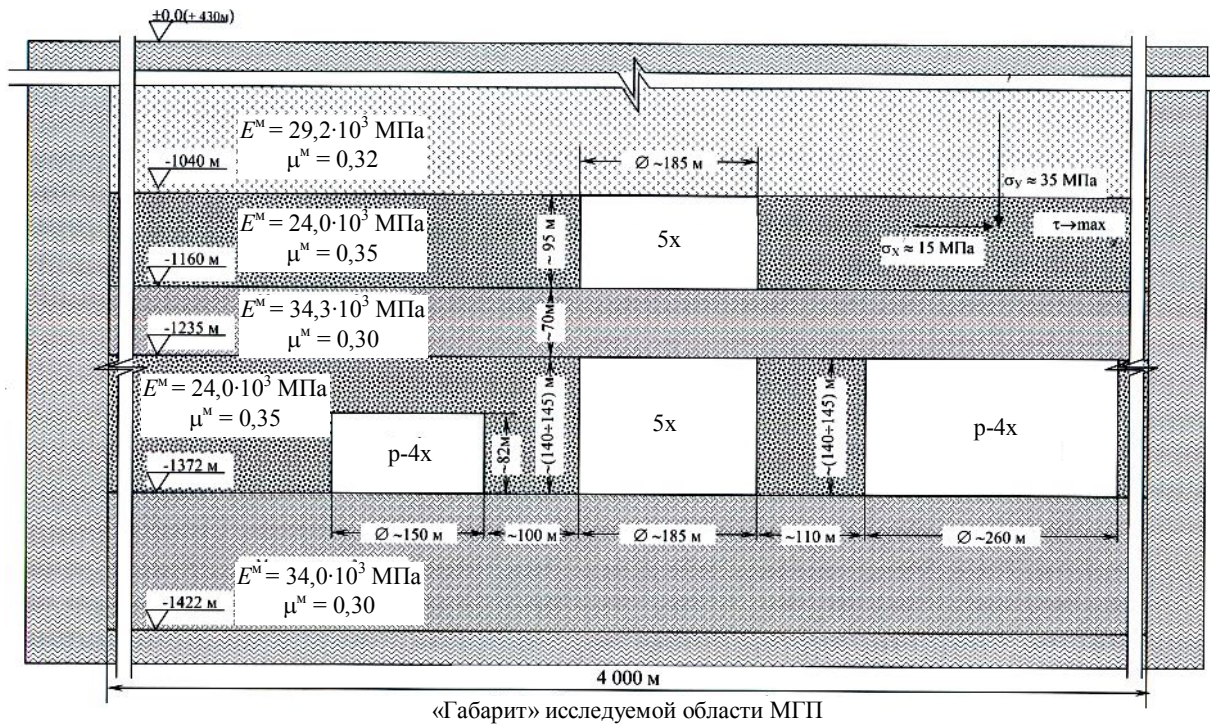 +0,0(+ 430м)
Eᴹ = 29,2·10³ МПа
μᴹ = 0,32
-1040 м
∅ ~185 м
σY ≈ 35 МПа
Eᴹ = 24,0·10³ МПа
μᴹ = 0,35
~ 95 м
5х
σX ≈ 15 МПа
τ→max
-1160 м
Eᴹ = 34,3·10³ МПа
μᴹ = 0,30
~70м
-1235 м
Eᴹ = 24,0·10³ МПа
μᴹ = 0,35
р-4х
~82м
~(140÷145) м
5х
~(140÷145) м
р-4х
-1372 м
∅ ~150 м
~100 м
∅ ~185 м
~110 м
∅ ~260 м
Eᴹ = 34,0·10³ МПа
μᴹ = 0,30
-1422 м
4 000 м
«Габарит» исследуемой области МГП